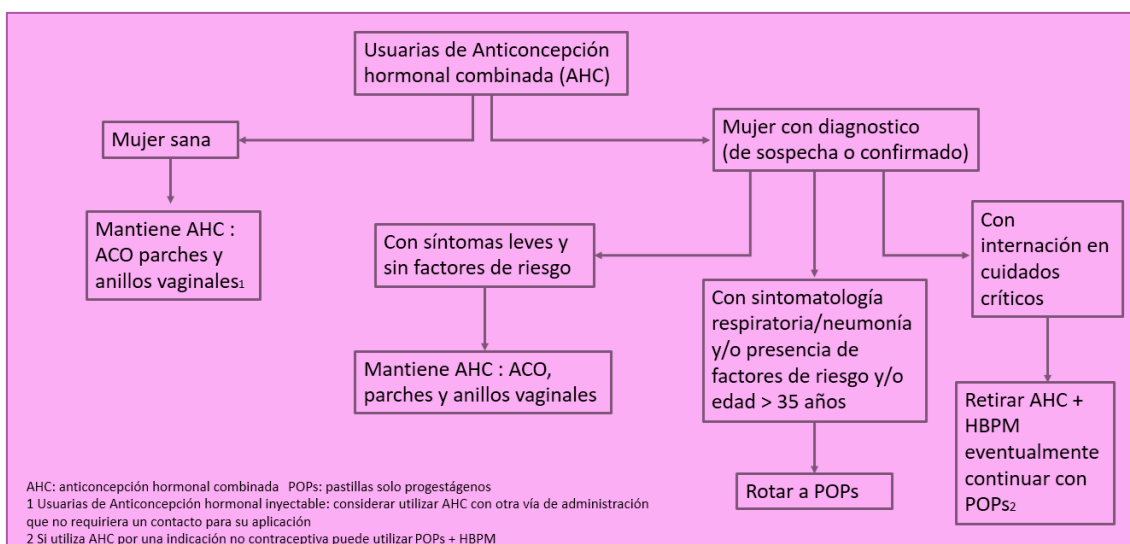 Usuarias de Anticoncepción
hormonal combinada (AHC)
Mujer sana
Mujer con diagnostico
(de sospecha o confirmado)
Mantiene AHC :
ACO parches y
anillos vaginales1
Con síntomas leves y
sin factores de riesgo
Con
internación en
cuidados
críticos
Con sintomatología
respiratoria/neumonía
y/o presencia de
factores de riesgo y/o
edad > 35 años
Mantiene AHC : ACO,
parches y anillos vaginales
Retirar AHC +
HBPM
eventualmente
continuar con
POPs2
Rotar a POPs
AHC: anticoncepción hormonal combinada POPs: pastillas solo progestágenos
1 Usuarias de Anticoncepción hormonal inyectable: considerar utilizar AHC con otra vía de administración
que no requiriera un contacto para su aplicación
2 Si utiliza AHC por una indicación no contraceptiva puede utilizar POPs + HBPM